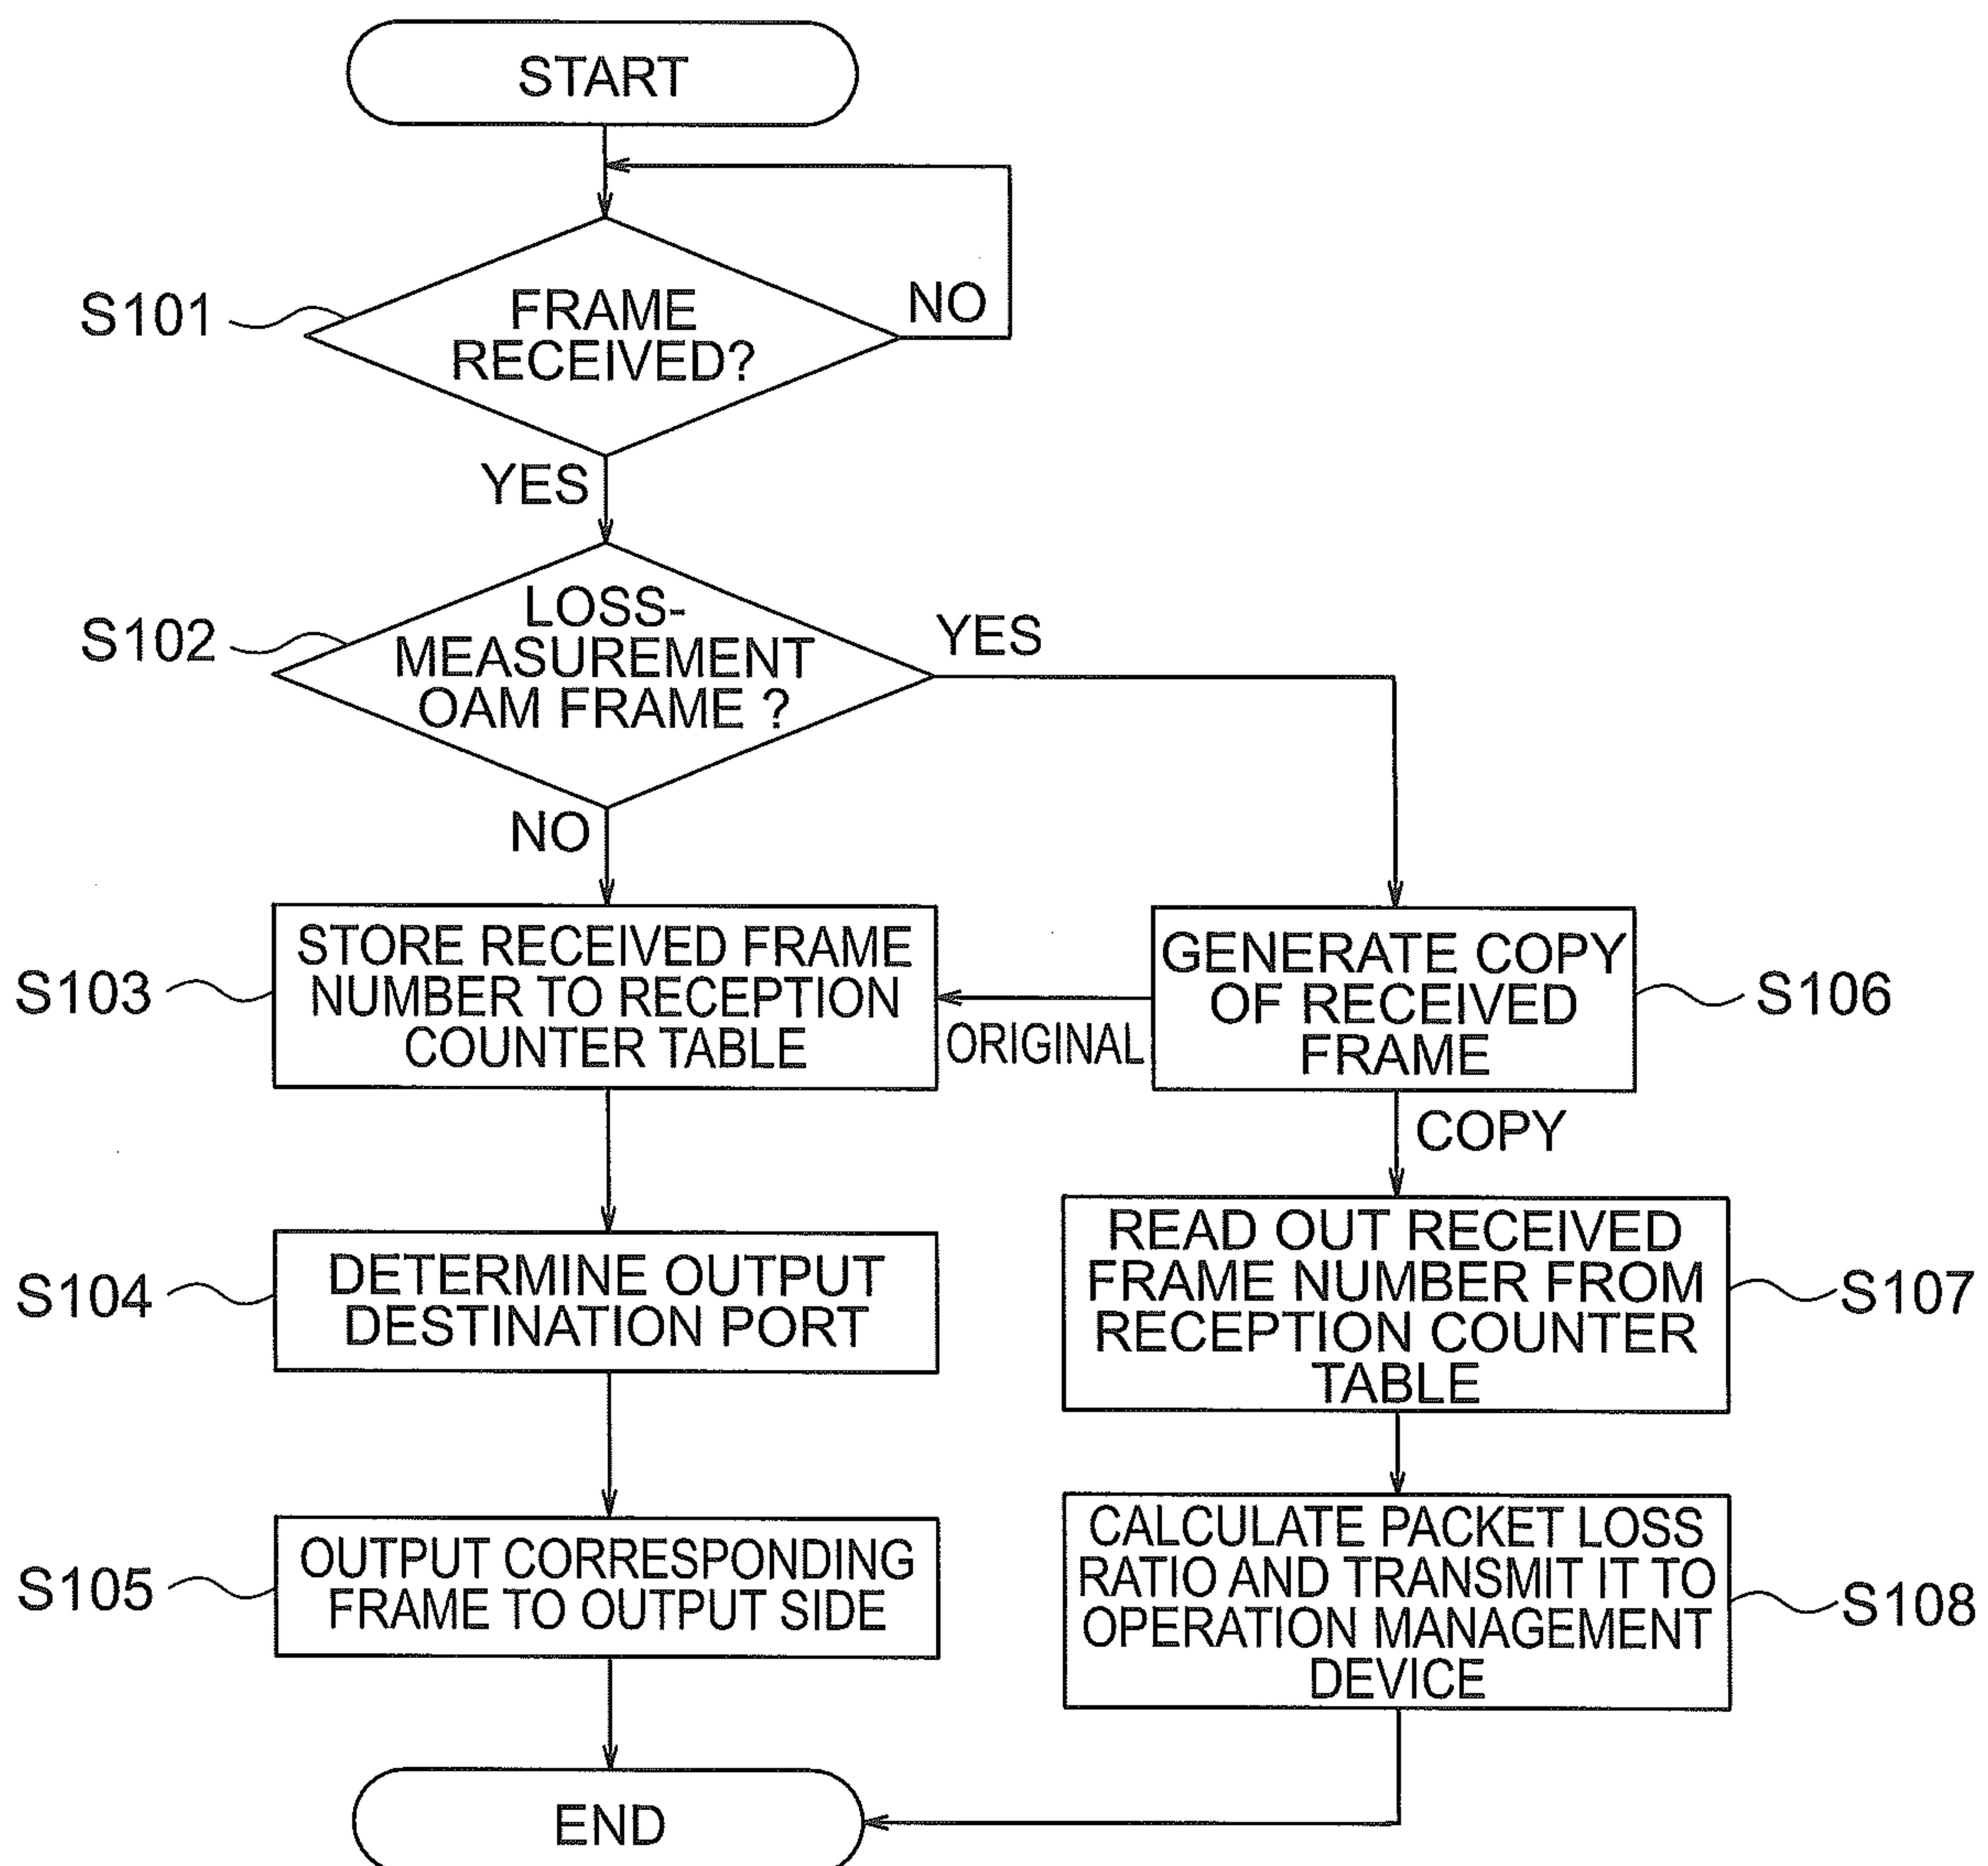 START
S101
FRAME
RECEIVED?
NO
YES
S102
LOSS-
MEASUREMENT
OAM FRAME ?
YES
NO
S103
STORE RECEIVED FRAME
NUMBER TO RECEPTION
COUNTER TABLE
ORIGINAL
GENERATE COPY
OF RECEIVED
FRAME
S106
COPY
S104
DETERMINE OUTPUT
DESTINATION PORT
READ OUT RECEIVED
FRAME NUMBER FROM
RECEPTION COUNTER
TABLE
S107
S105
OUTPUT CORRESPONDING
FRAME TO OUTPUT SIDE
CALCULATE PACKET LOSS
RATIO AND TRANSMIT IT TO
OPERATION MANAGEMENT
DEVICE
S108
END